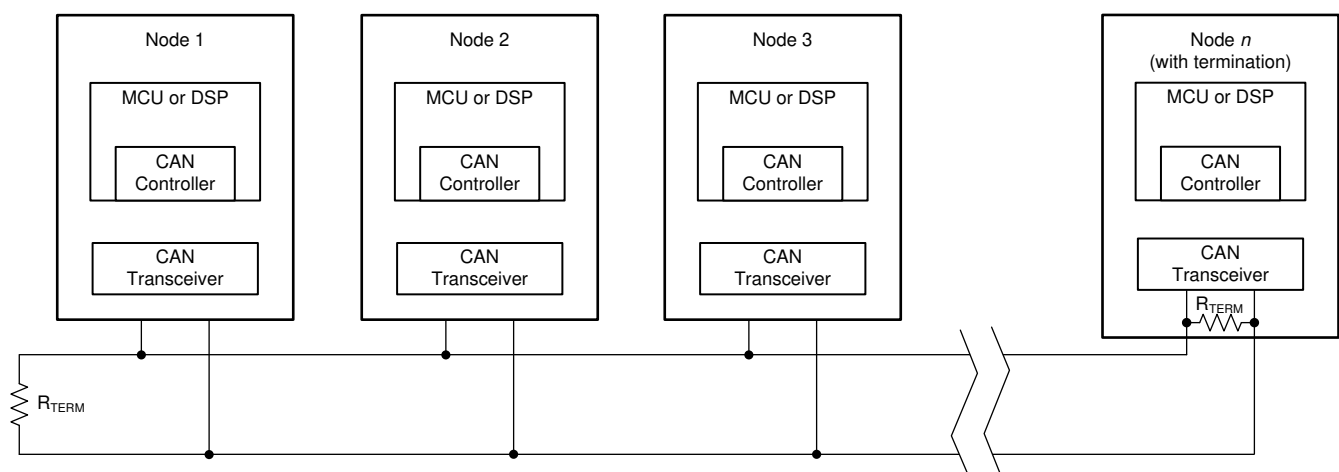 Node 1
MCU or DSP
CAN
Controller
CAN
Transceiver
Node 2
MCU or DSP
CAN
Controller
CAN
Transceiver
Node 3
MCU or DSP
CAN
Controller
CAN
Transceiver
Node n
(with termination)
MCU or DSP
CAN
Controller
CAN
Transceiver
RTERM
RTERM